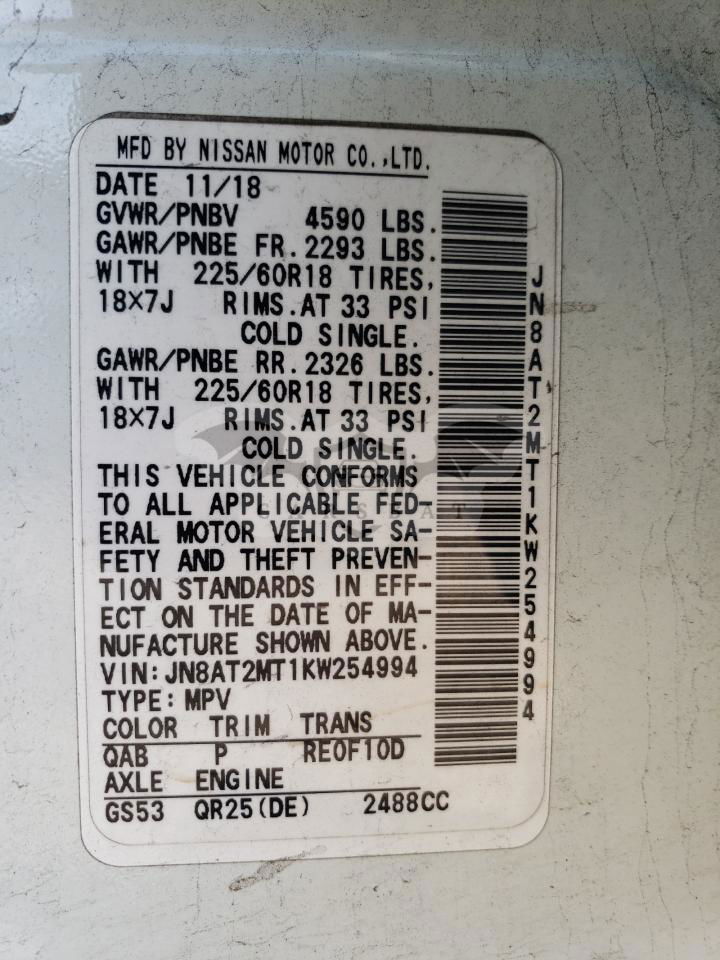 MFD BY NISSAN MOTOR CO.,LTD.
DATE 11/18
GVWR/PNBV 4590 LBS.
GAWR/PNBE FR.2293 LBS.
WITH 225/60R18 TIRES,
18X7J RIMS.AT 33 PSI
COLD SINGLE.
GAWR/PNBE RR.2326 LBS.
WITH 225/60R18 TIRES,
18X7J RIMS.AT 33 PSI
COLD SINGLE.
THIS VEHICLE CONFORMS
TO ALL APPLICABLE FED-
ERAL MOTOR VEHICLE SA-
FETY AND THEFT PREVEN-
TION STANDARDS IN EFF-
ECT ON THE DATE OF MA-
NUFACTURE SHOWN ABOVE.
VIN:JN8AT2MT1KW254994
TYPE:MPV
COLOR TRIM TRANS
QAB P RE0F10D
AXLE ENGINE
GS53 QR25(DE) 2488CC
JN8AT2MT1KW254994